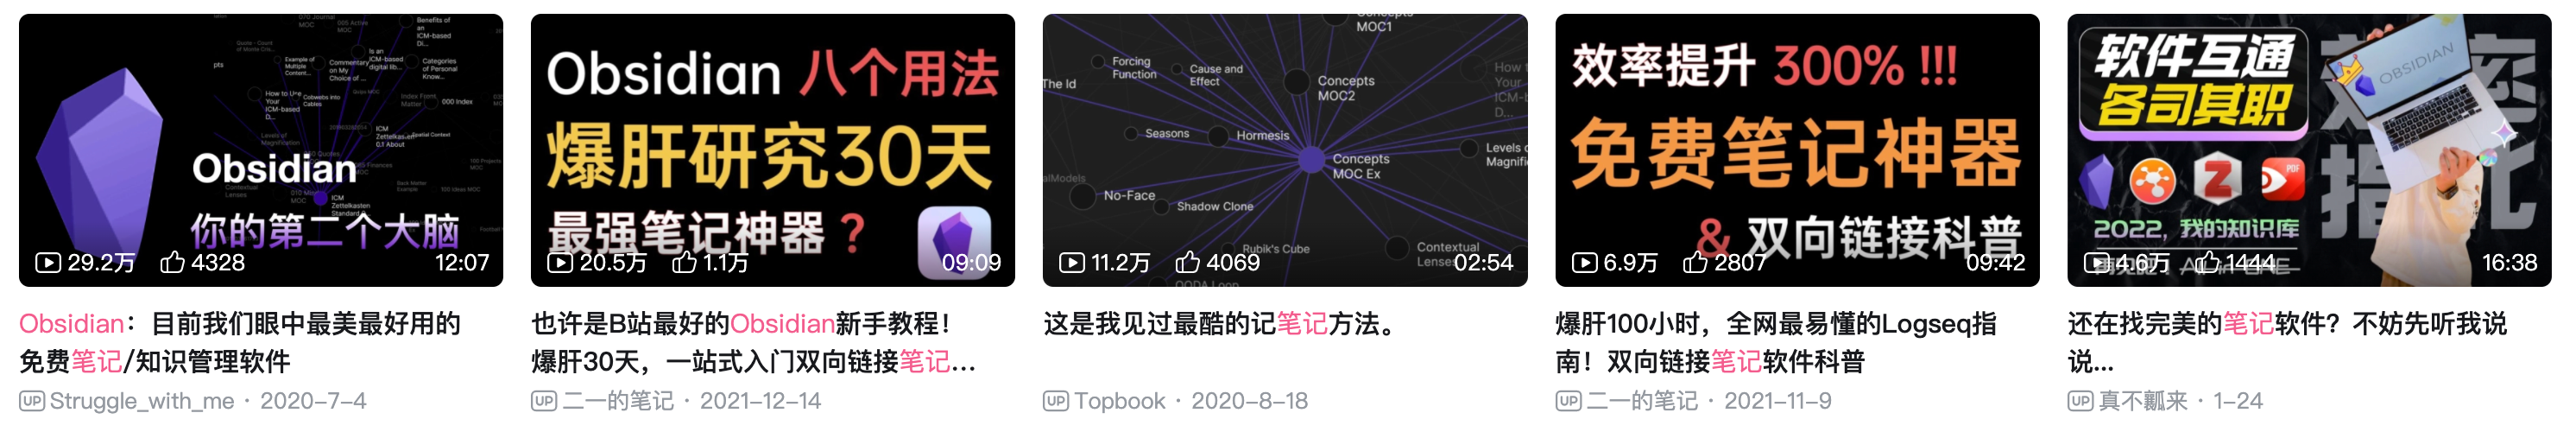 Obsidian
你的第二个大脑
29.2万 4328 12:07
Obsidian：目前我们眼中最美最好用的
免费笔记/知识管理软件
UP Struggle_with_me · 2020-7-4
Obsidian 八个用法
爆肝研究30天
最强笔记神器？
20.5万 1.1万 09:09
也许是B站最好的Obsidian新手教程！
爆肝30天，一站式入门双向链接笔记...
UP 二一的笔记 · 2021-12-14
MOC1
Forcing
Function
Cause and
Effect
Concepts
MOC2
The Id
Seasons
Hormesis
Concepts
MOC Ex
No-Face
Shadow Clone
Rubik's Cube
Contextual
Lenses
11.2万 4069 02:54
这是我见过最酷的记笔记方法。
UP Topbook · 2020-8-18
效率提升 300% !!!
免费笔记神器
& 双向链接科普
6.9万 2807 09:42
爆肝100小时，全网最易懂的Logseq指
南！双向链接笔记软件科普
UP 二一的笔记 · 2021-11-9
软件互通
各司其职
OBSIDIAN
PDF
2022，我的知识库
4.6万 1444 16:38
还在找完美的笔记软件？不妨先听我说
说...
UP 真不瓤来 · 1-24